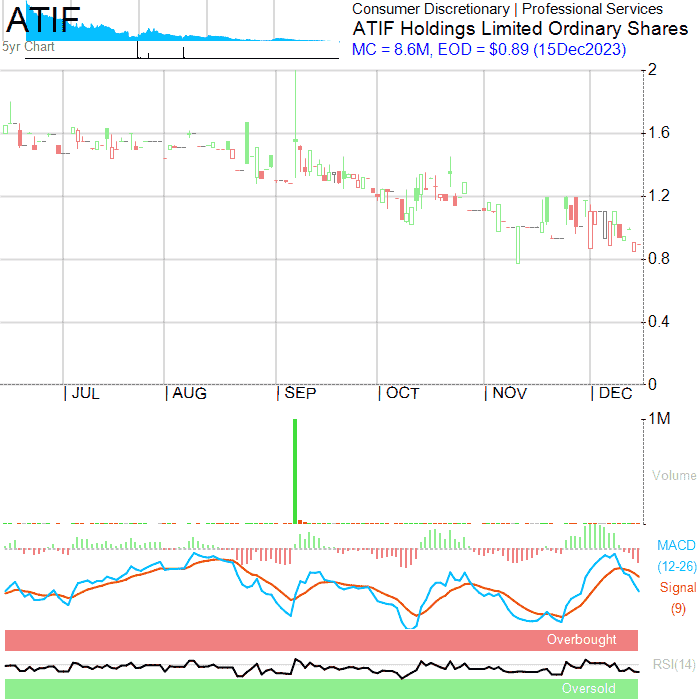 ATIF
5yr Chart
Consumer Discretionary | Professional Services
ATIF Holdings Limited Ordinary Shares
MC = 8.6M, EOD = $0.89 (15Dec2023)
2
1.6
1.2
0.8
0.4
0
JUL AUG SEP OCT NOV DEC
1M
Volume
MACD
(12-26)
Signal
(9)
Overbought
RSI(14)
Oversold